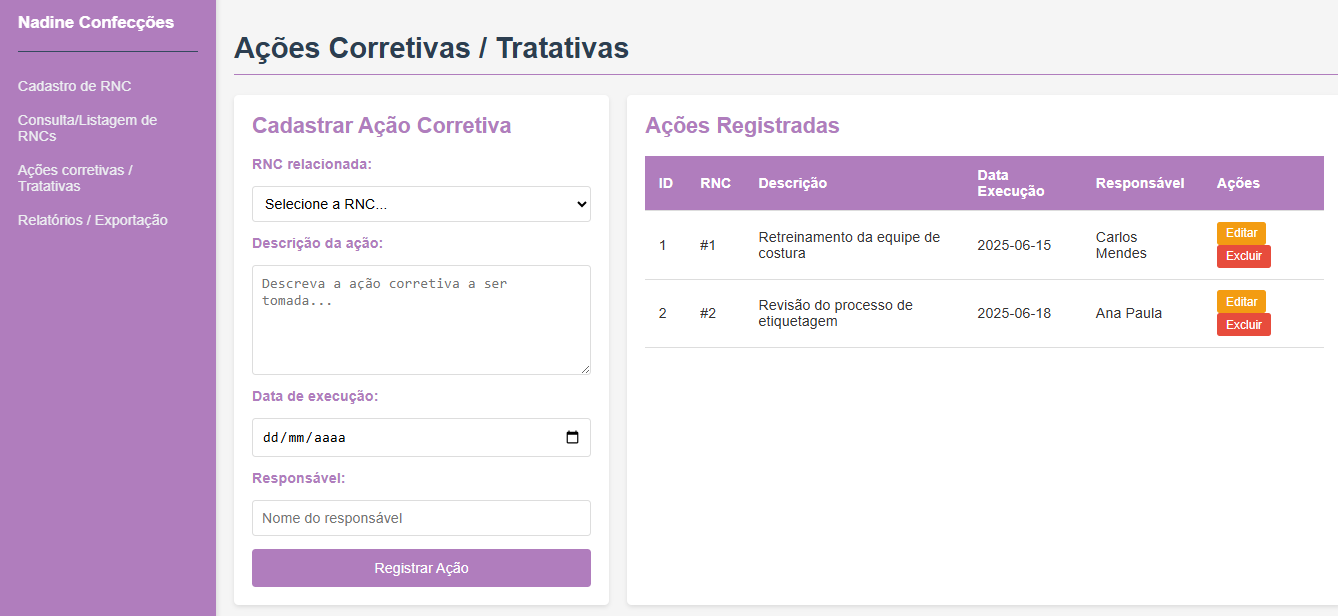 Nadine Confecções
Cadastro de RNC
Consulta/Listagem de
RNCs
Ações corretivas /
Tratativas
Relatórios / Exportação
Ações Corretivas / Tratativas
Cadastrar Ação Corretiva
RNC relacionada:
Selecione a RNC...
Descrição da ação:
Descreva a ação corretiva a ser
tomada...
Data de execução:
dd/mm/aaaa
Responsável:
Nome do responsável
Registrar Ação
Ações Registradas
ID RNC Descrição Data Execução Responsável Ações
1 #1 Retreinamento da equipe de costura 2025-06-15 Carlos Mendes Editar Excluir
2 #2 Revisão do processo de etiquetagem 2025-06-18 Ana Paula Editar Excluir